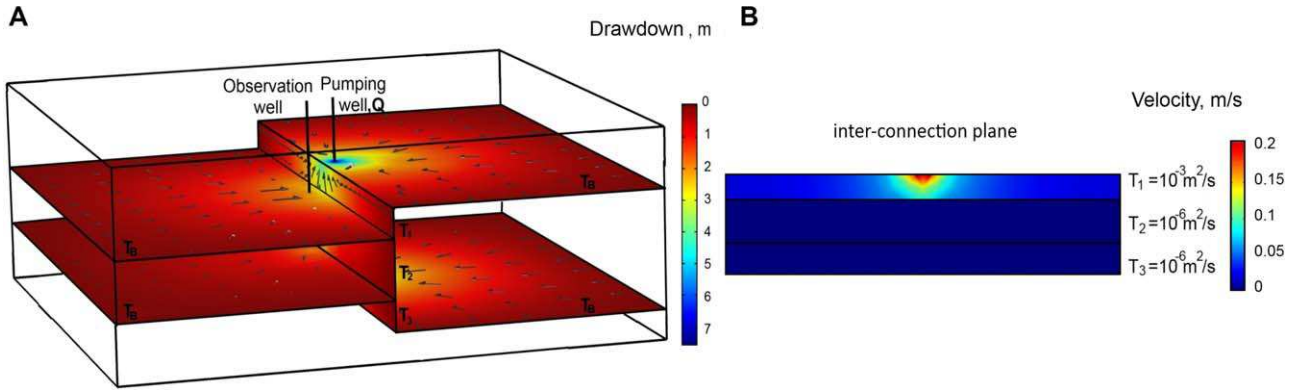 A
Drawdown , m
Observation well
Pumping well,Q
0
1
2
3
4
5
6
7
T_B
T_B
T_B
T_B
T_1
T_2
T_3
B
Velocity, m/s
inter-connection plane
0.2
0.15
0.1
0.05
0
T_1 =10^-3 m^2/s
T_2=10^-6 m^2/s
T_3=10^-6 m^2/s